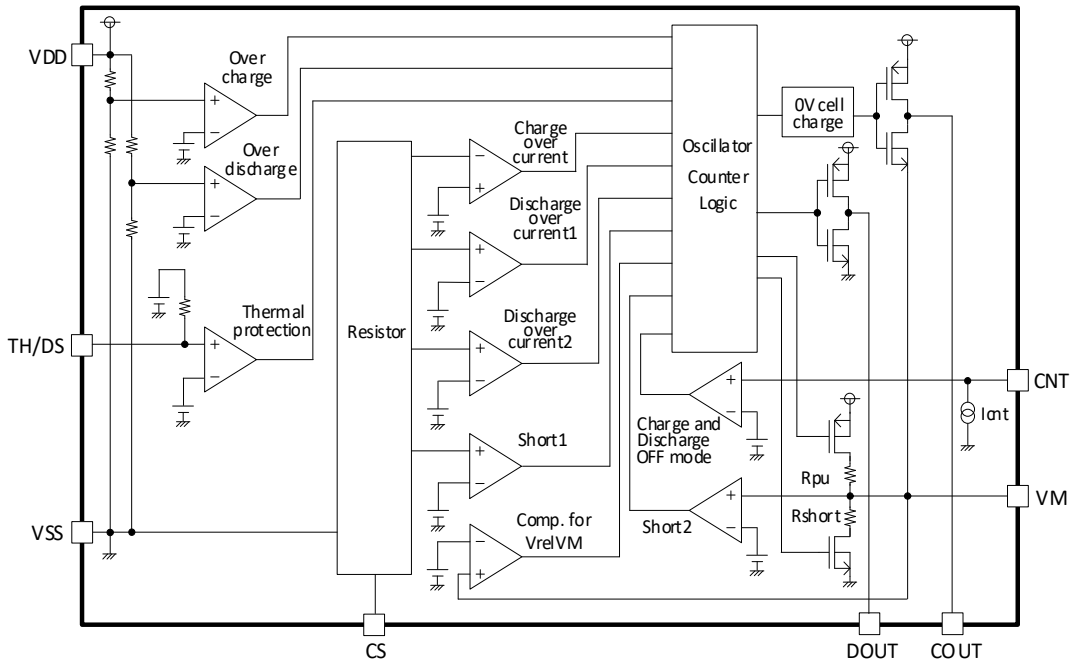 VDD
Over
charge
+
−
Over
discharge
+
−
TH/DS
Thermal
protection
+
−
VSS
Resistor
CS
Charge
over
current
−
+
Discharge
over
current1
+
−
Discharge
over
current2
+
−
Short1
+
−
Comp. for
VrelVM
−
+
Oscillator
Counter
Logic
0V cell
charge
Charge and
Discharge
OFF mode
+
−
Short2
+
−
Rpu
Rshort
CNT
Icnt
VM
DOUT
COUT